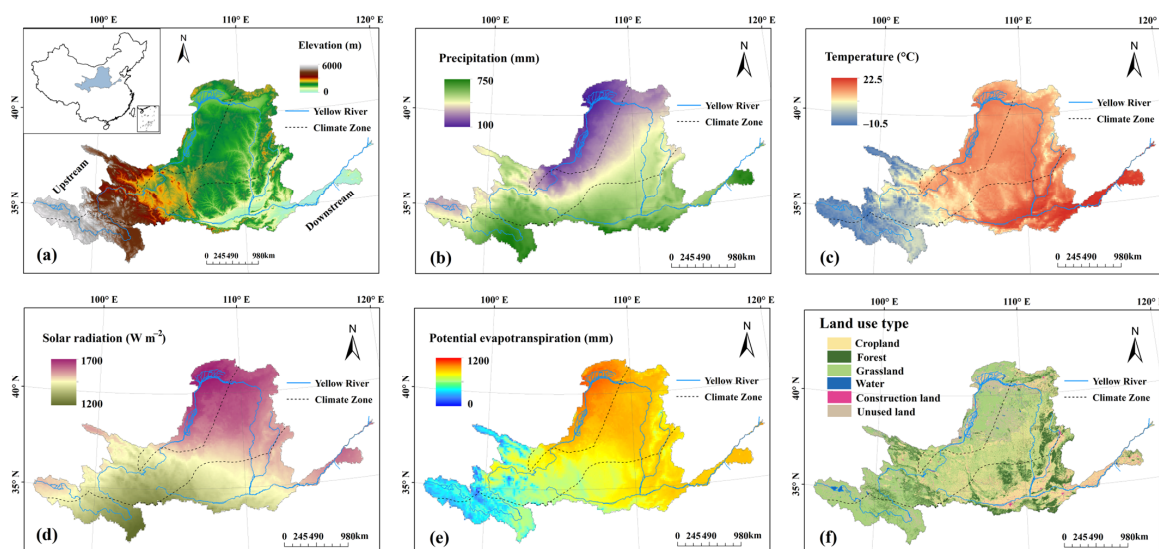 100° E
110° E
120° E
N
Elevation (m)
6000
0
Yellow River
Climate Zone
Upstream
Downstream
40° N
35° N
(a)
0 245 490 980km
100° E
110° E
120° E
N
Precipitation (mm)
750
100
Yellow River
Climate Zone
40° N
35° N
(b)
0 245 490 980km
100° E
110° E
120° E
N
Temperature (°C)
22.5
–10.5
Yellow River
Climate Zone
40° N
35° N
(c)
0 245 490 980km
100° E
110° E
120° E
N
Solar radiation (W m–2)
1700
1200
Yellow River
Climate Zone
40° N
35° N
(d)
0 245 490 980km
100° E
110° E
120° E
N
Potential evapotranspiration (mm)
1200
0
Yellow River
Climate Zone
40° N
35° N
(e)
0 245 490 980km
100° E
110° E
120° E
N
Land use type
Cropland
Forest
Grassland
Water
Construction land
Unused land
Yellow River
Climate Zone
40° N
35° N
(f)
0 245 490 980km